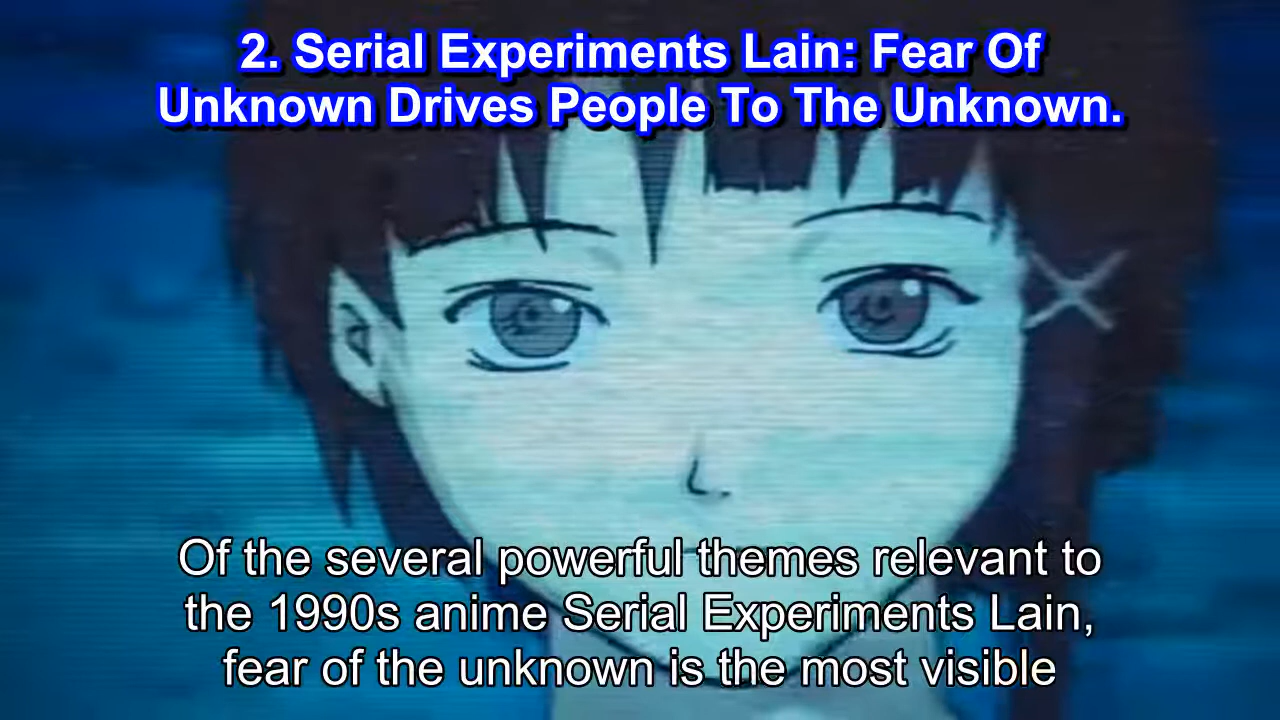 2. Serial Experiments Lain: Fear Of
Unknown Drives People To The Unknown.
Of the several powerful themes relevant to
the 1990s anime Serial Experiments Lain,
fear of the unknown is the most visible